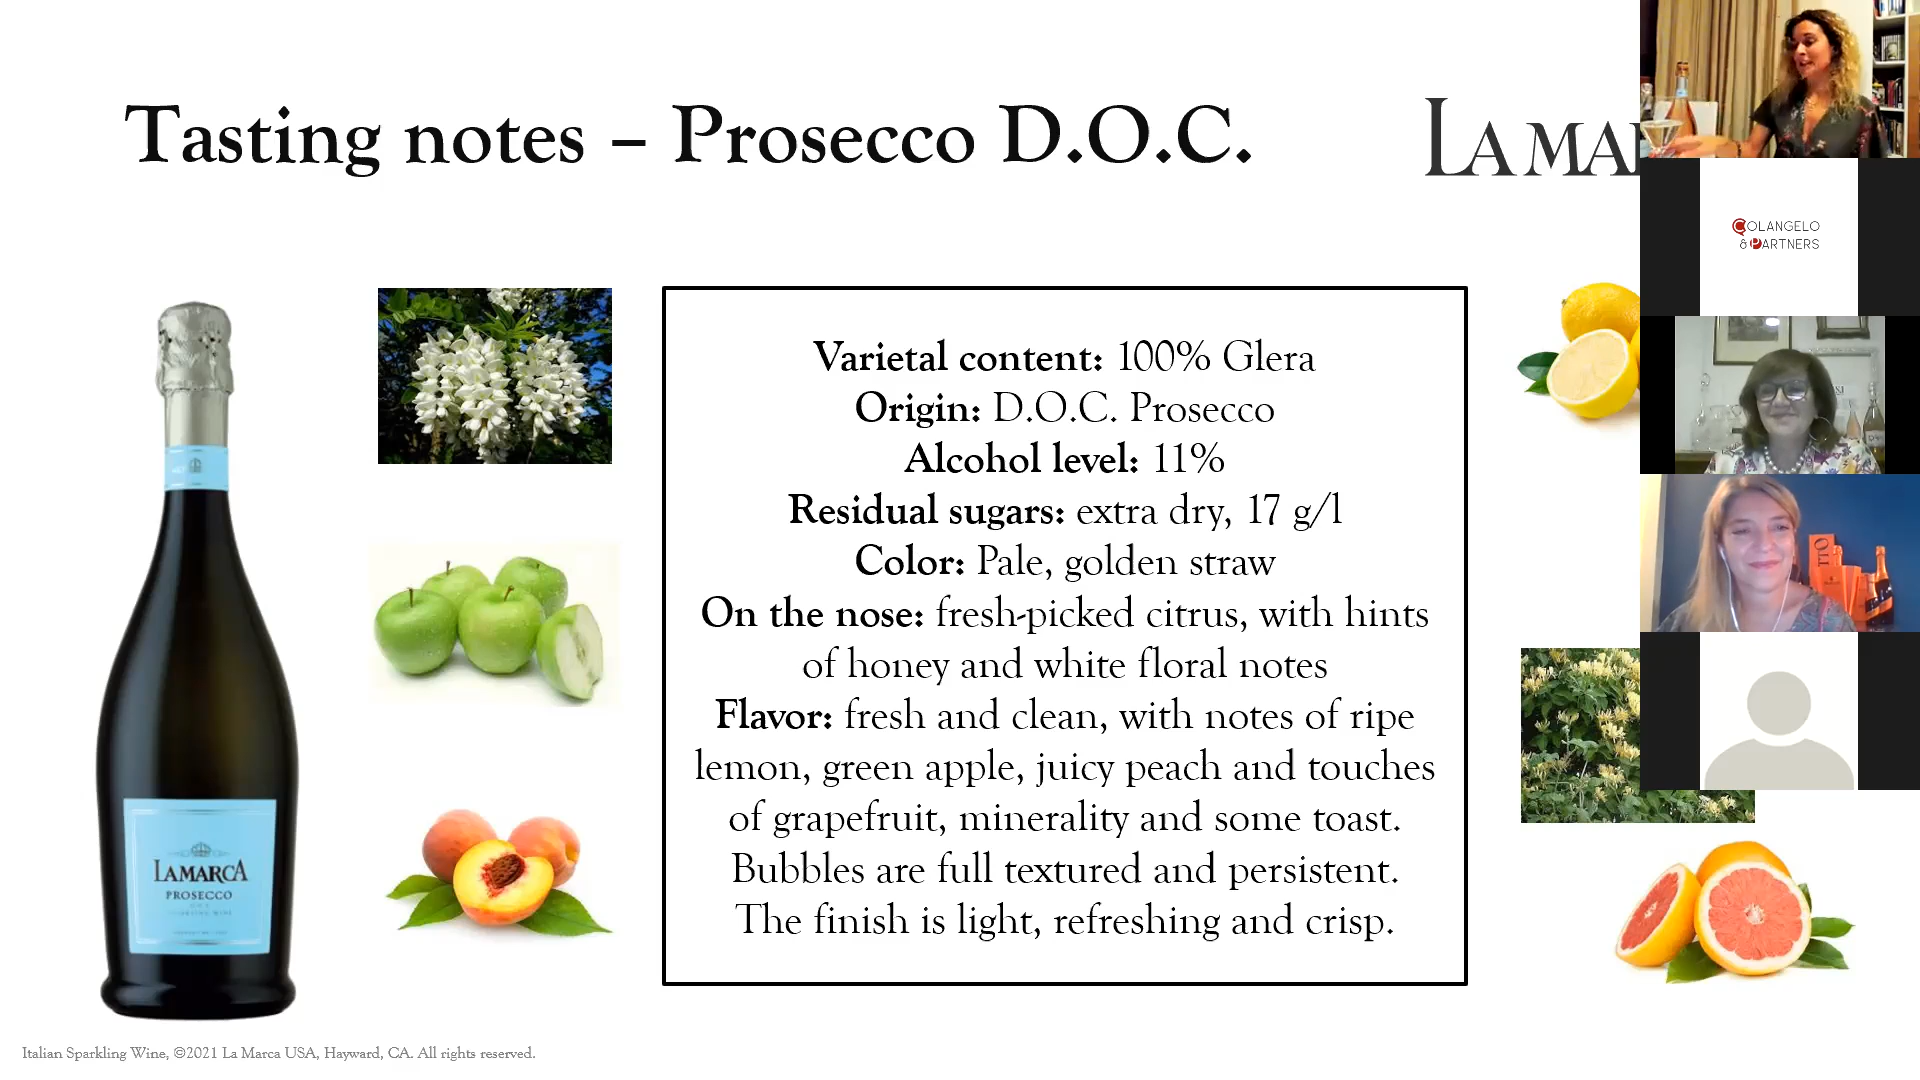 Tasting notes – Prosecco D.O.C.
LA MAR
COLANGELO
& PARTNERS
Varietal content: 100% Glera
Origin: D.O.C. Prosecco
Alcohol level: 11%
Residual sugars: extra dry, 17 g/l
Color: Pale, golden straw
On the nose: fresh-picked citrus, with hints
of honey and white floral notes
Flavor: fresh and clean, with notes of ripe
lemon, green apple, juicy peach and touches
of grapefruit, minerality and some toast.
Bubbles are full textured and persistent.
The finish is light, refreshing and crisp.
LAMARCA
PROSECCO
Italian Sparkling Wine, ©2021 La Marca USA, Hayward, CA. All rights reserved.